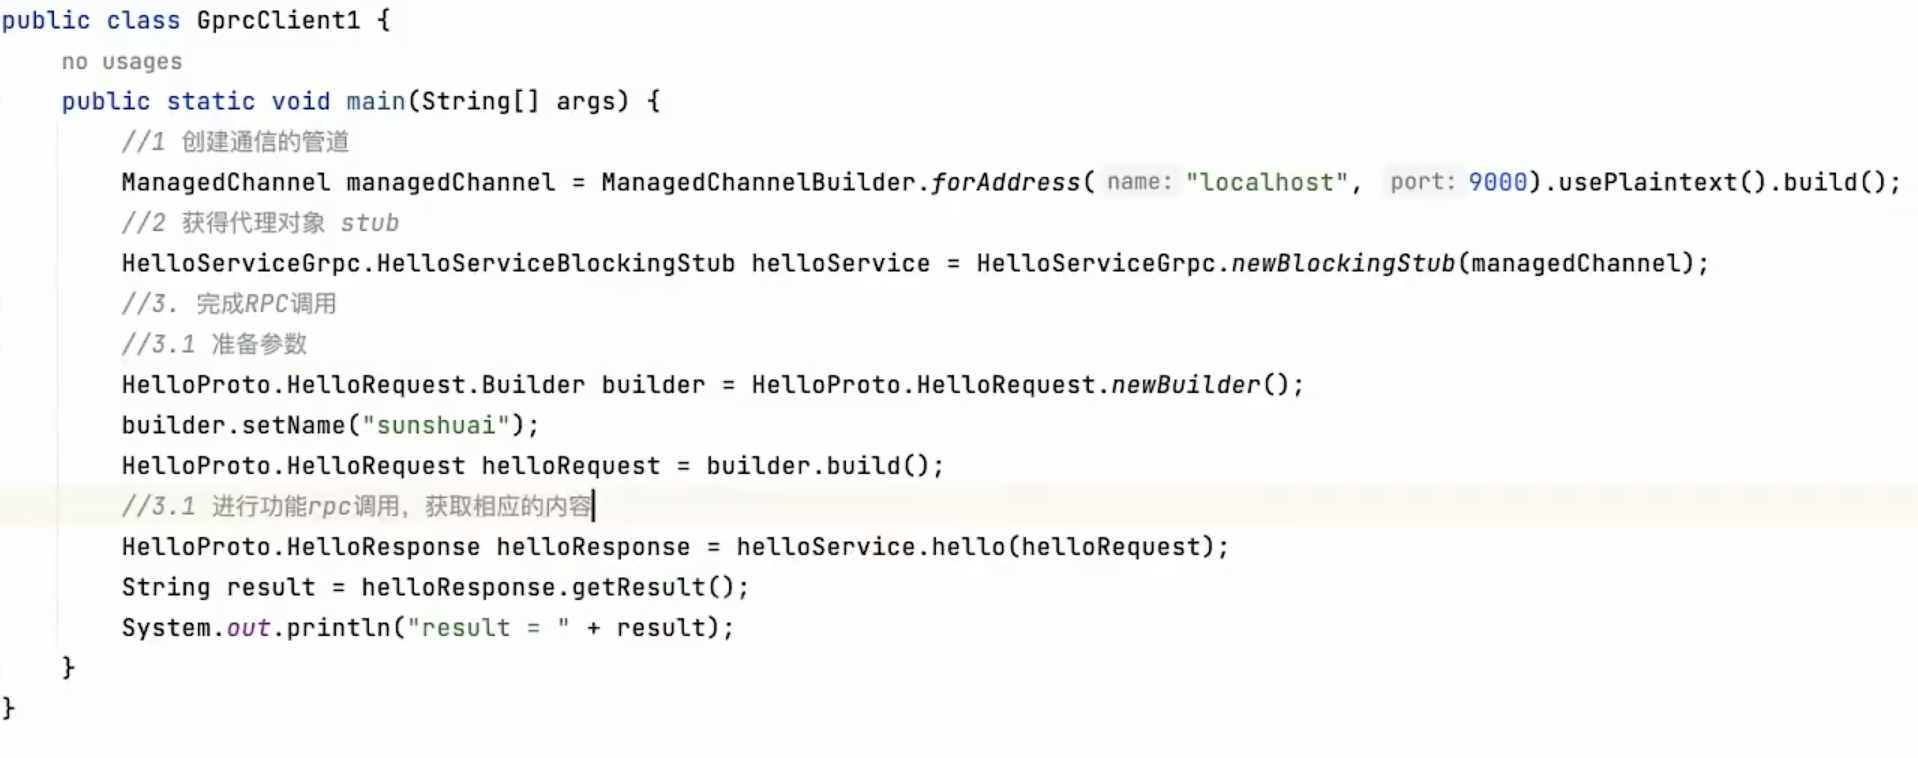 public class GprcClient1 {
no usages
public static void main(String[] args) {
//1 创建通信的管道
ManagedChannel managedChannel = ManagedChannelBuilder.forAddress( name: "localhost", port: 9000).usePlaintext().build();
//2 获得代理对象 stub
HelloServiceGrpc.HelloServiceBlockingStub helloService = HelloServiceGrpc.newBlockingStub(managedChannel);
//3. 完成RPC调用
//3.1 准备参数
HelloProto.HelloRequest.Builder builder = HelloProto.HelloRequest.newBuilder();
builder.setName("sunshuai");
HelloProto.HelloRequest helloRequest = builder.build();
//3.1 进行功能rpc调用，获取相应的内容
HelloProto.HelloResponse helloResponse = helloService.hello(helloRequest);
String result = helloResponse.getResult();
System.out.println("result = " + result);
}
}